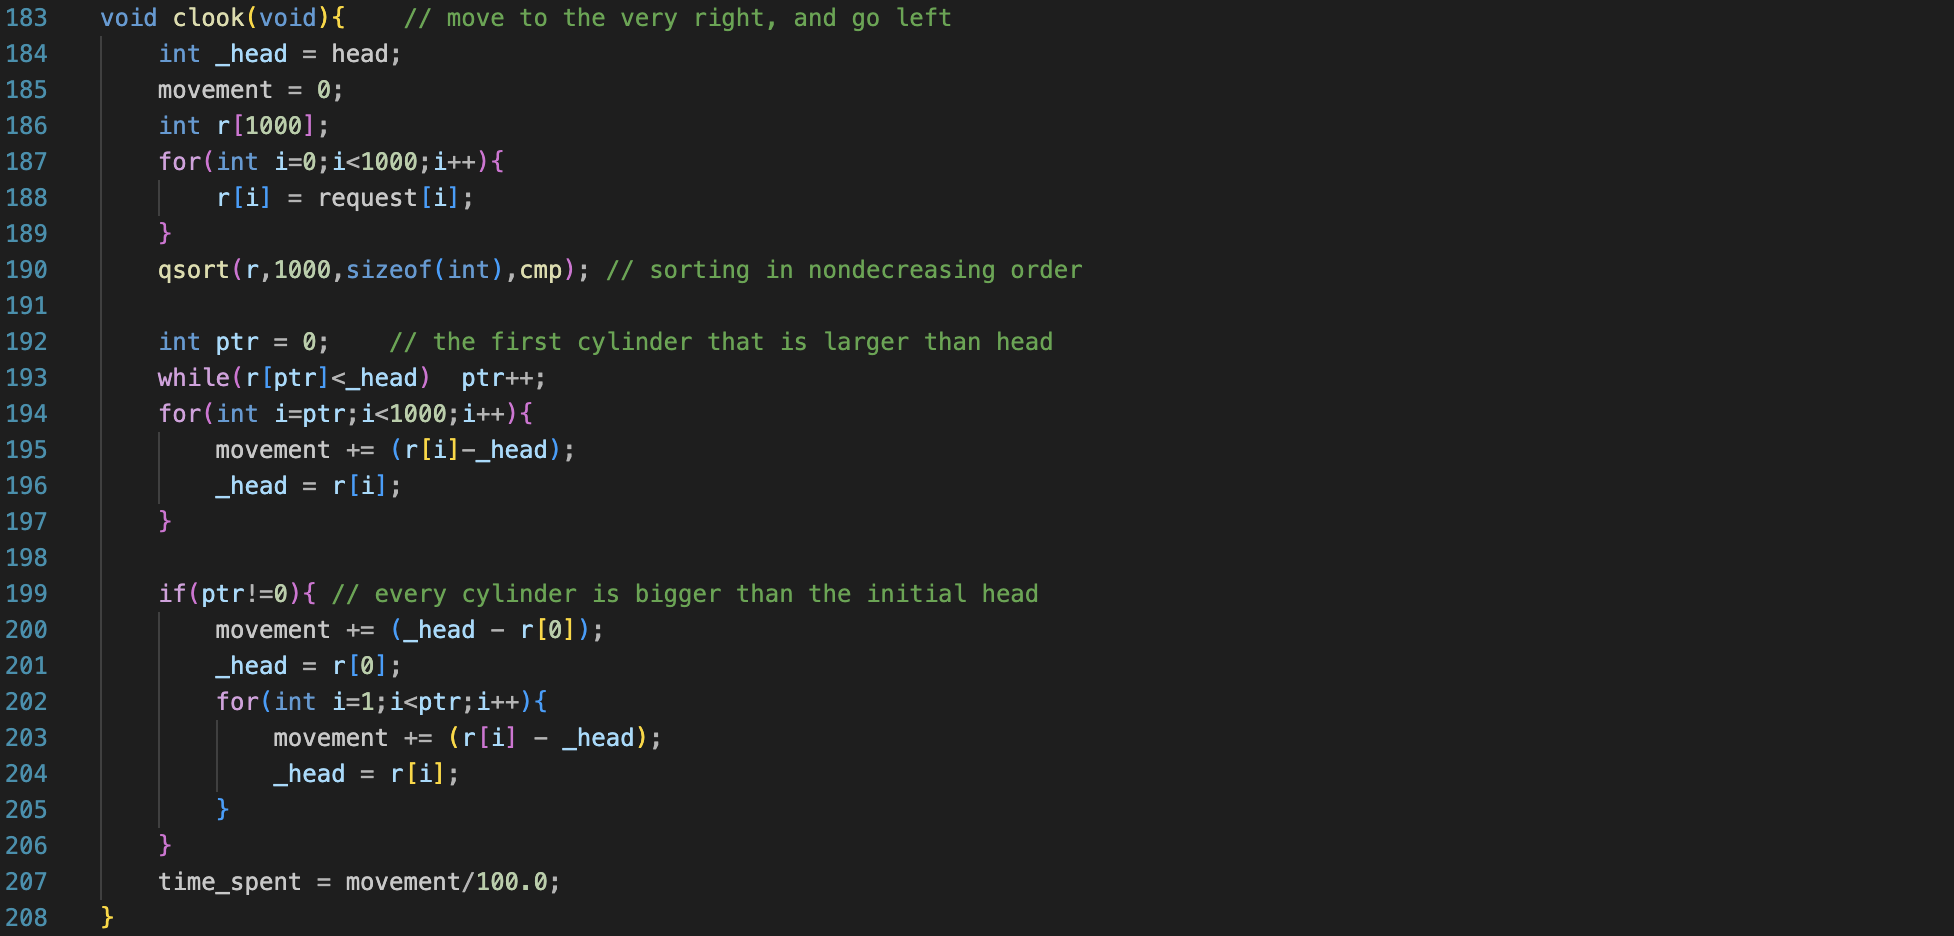 183 void clook(void){    // move to the very right, and go left
184     int _head = head;
185     movement = 0;
186     int r[1000];
187     for(int i=0;i<1000;i++){
188         r[i] = request[i];
189     }
190     qsort(r,1000,sizeof(int),cmp); // sorting in nondecreasing order
191
192     int ptr = 0;    // the first cylinder that is larger than head
193     while(r[ptr]<_head)  ptr++;
194     for(int i=ptr;i<1000;i++){
195         movement += (r[i]-_head);
196         _head = r[i];
197     }
198
199     if(ptr!=0){ // every cylinder is bigger than the initial head
200         movement += (_head - r[0]);
201         _head = r[0];
202         for(int i=1;i<ptr;i++){
203             movement += (r[i] - _head);
204             _head = r[i];
205         }
206     }
207     time_spent = movement/100.0;
208 }